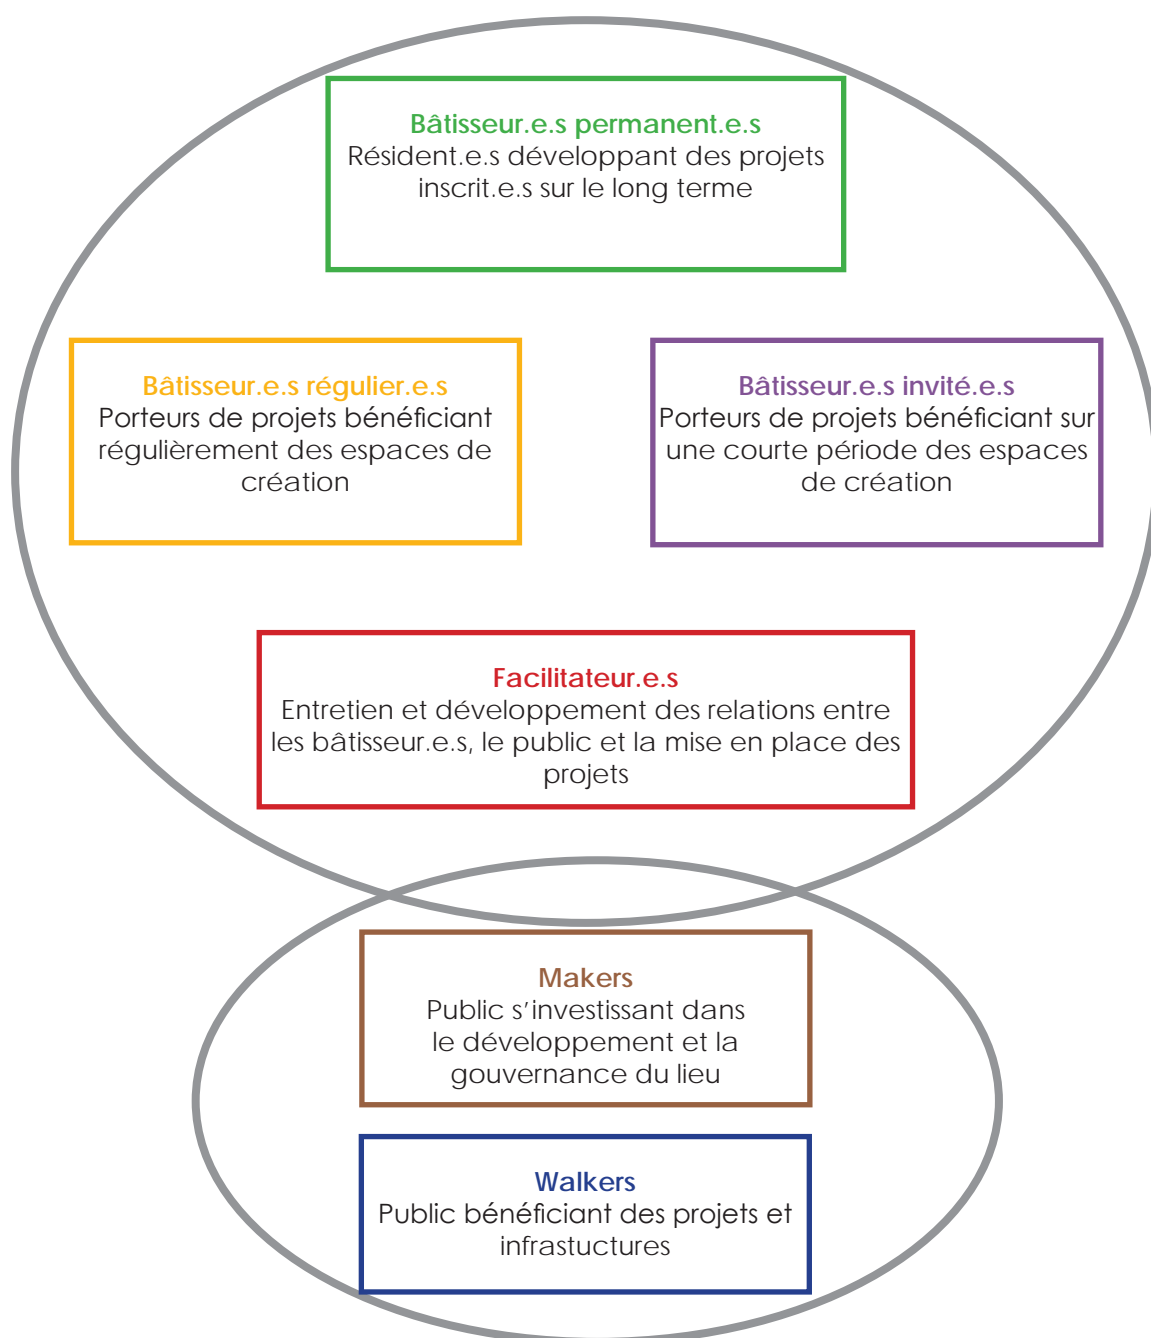 Bâtisseur.e.s permanent.e.s
Résident.e.s développant des projets
inscrit.e.s sur le long terme
Bâtisseur.e.s régulier.e.s
Porteurs de projets bénéficiant
régulièrement des espaces de
création
Bâtisseur.e.s invité.e.s
Porteurs de projets bénéficiant sur
une courte période des espaces
de création
Facilitateur.e.s
Entretien et développement des relations entre
les bâtisseur.e.s, le public et la mise en place des
projets
Makers
Public s'investissant dans
le développement et la
gouvernance du lieu
Walkers
Public bénéficiant des projets et
infrastuctures